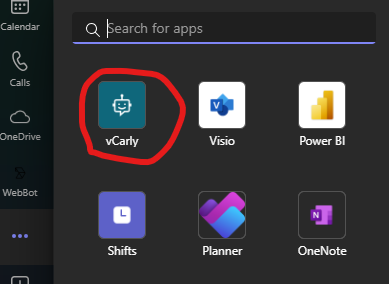 Calendar
Search for apps
Calls
OneDrive
WebBot
vCarly
Visio
Power BI
Shifts
Planner
OneNote